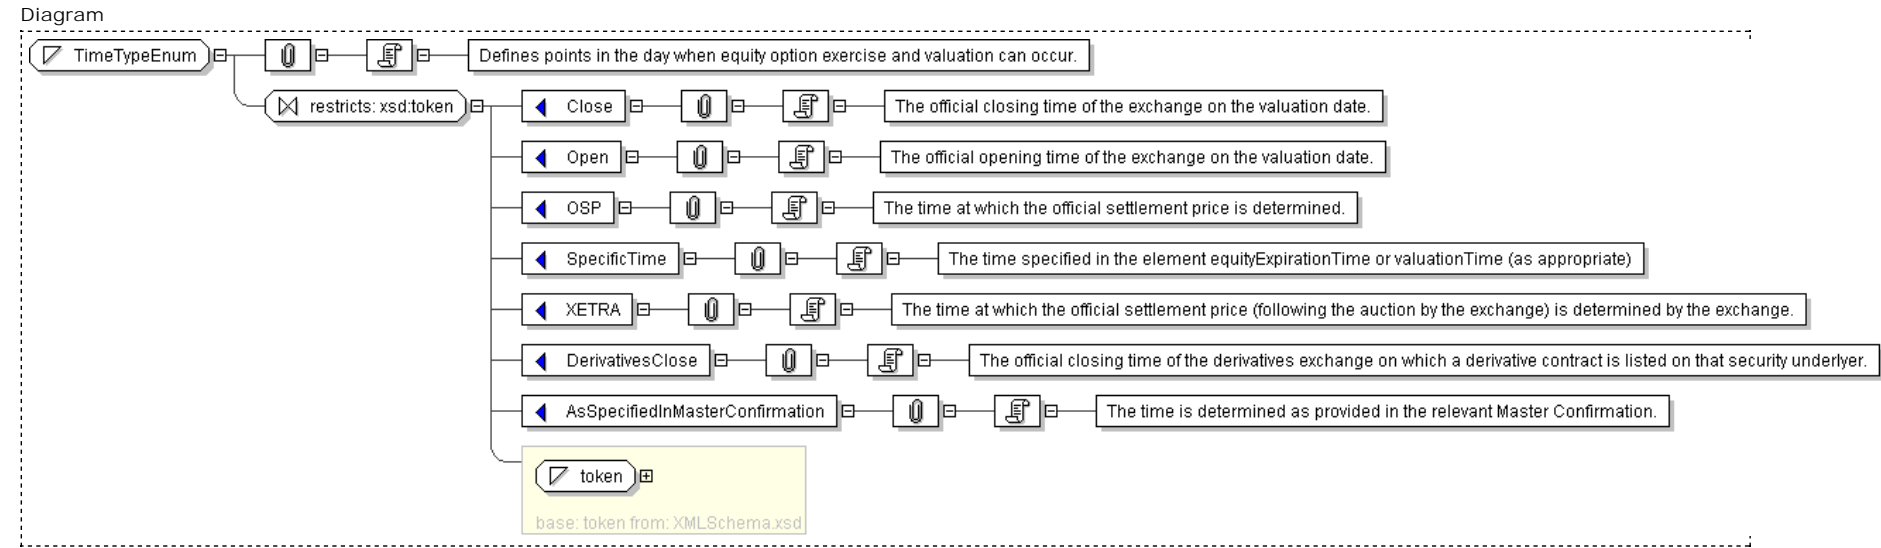 Diagram
TimeTypeEnum Defines points in the day when equity option exercise and valuation can occur.
restricts: xsd:token Close The official closing time of the exchange on the valuation date.
Open The official opening time of the exchange on the valuation date.
OSP The time at which the official settlement price is determined.
SpecificTime The time specified in the element equityExpirationTime or valuationTime (as appropriate)
XETRA The time at which the official settlement price (following the auction by the exchange) is determined by the exchange.
DerivativesClose The official closing time of the derivatives exchange on which a derivative contract is listed on that security underlyer.
AsSpecifiedInMasterConfirmation The time is determined as provided in the relevant Master Confirmation.
token
base: token from: XMLSchema.xsd